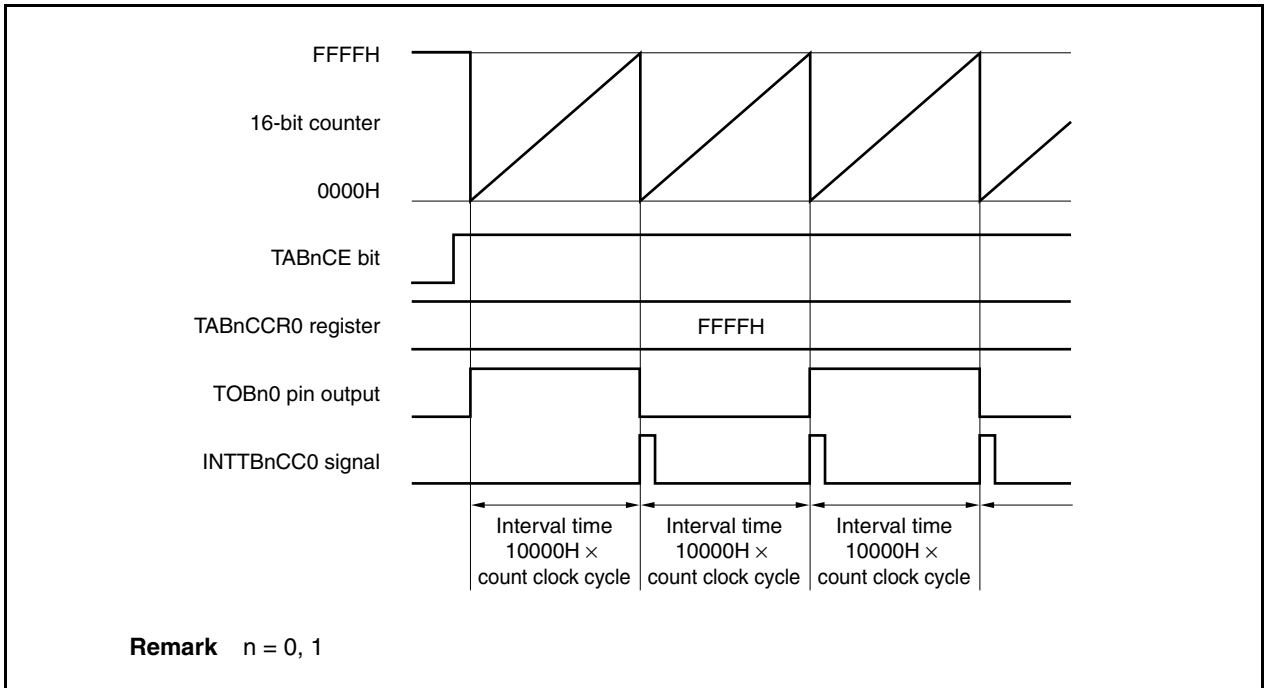 FFFFH
16-bit counter
0000H
TABnCE bit
TABnCCR0 register
FFFFH
TOBn0 pin output
INTTBnCC0 signal
Interval time
10000H ×
count clock cycle
Interval time
10000H ×
count clock cycle
Interval time
10000H ×
count clock cycle
Remark n = 0, 1